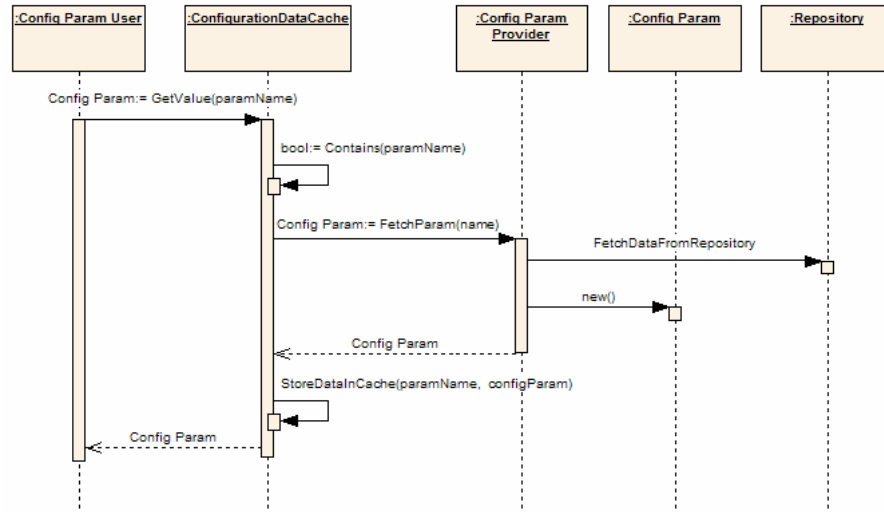 :Config Param User
:ConfigurationDataCache
:Config Param
Provider
:Config Param
:Repository
Config Param:= GetValue(paramName)
bool:= Contains(paramName)
Config Param:= FetchParam(name)
FetchDataFromRepository
new()
Config Param
StoreDataInCache(paramName, configParam)
Config Param